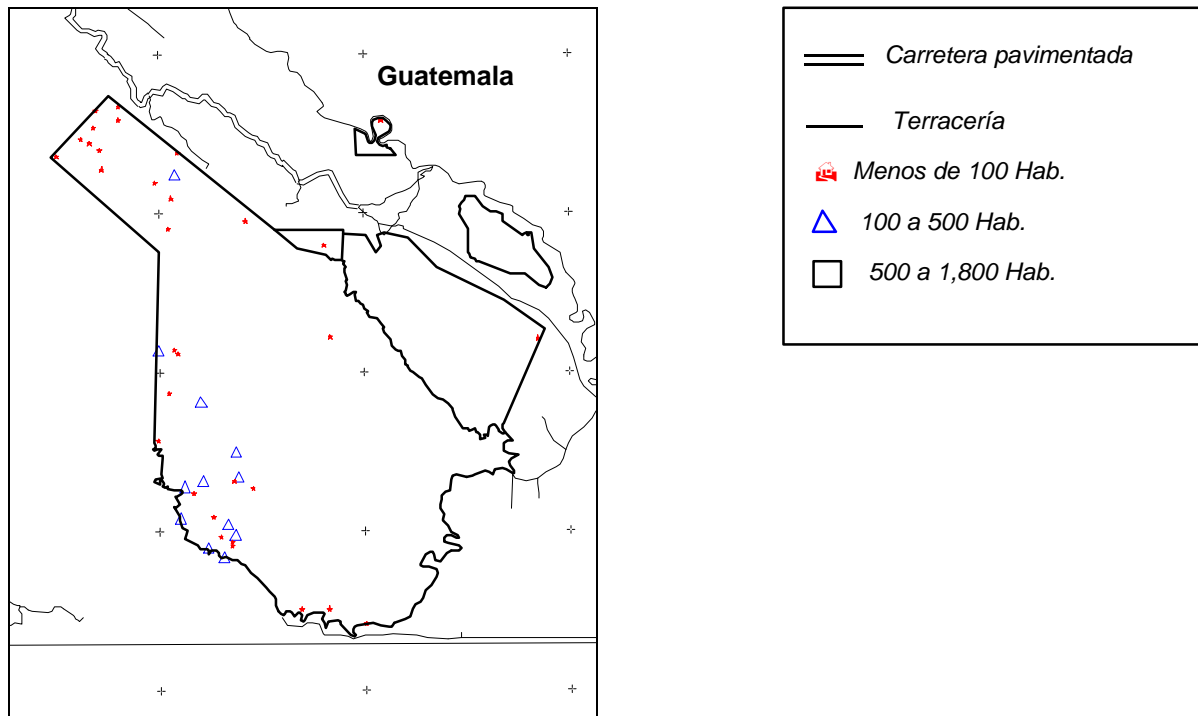 Guatemala
Carretera pavimentada
Terracería
Menos de 100 Hab.
100 a 500 Hab.
500 a 1,800 Hab.